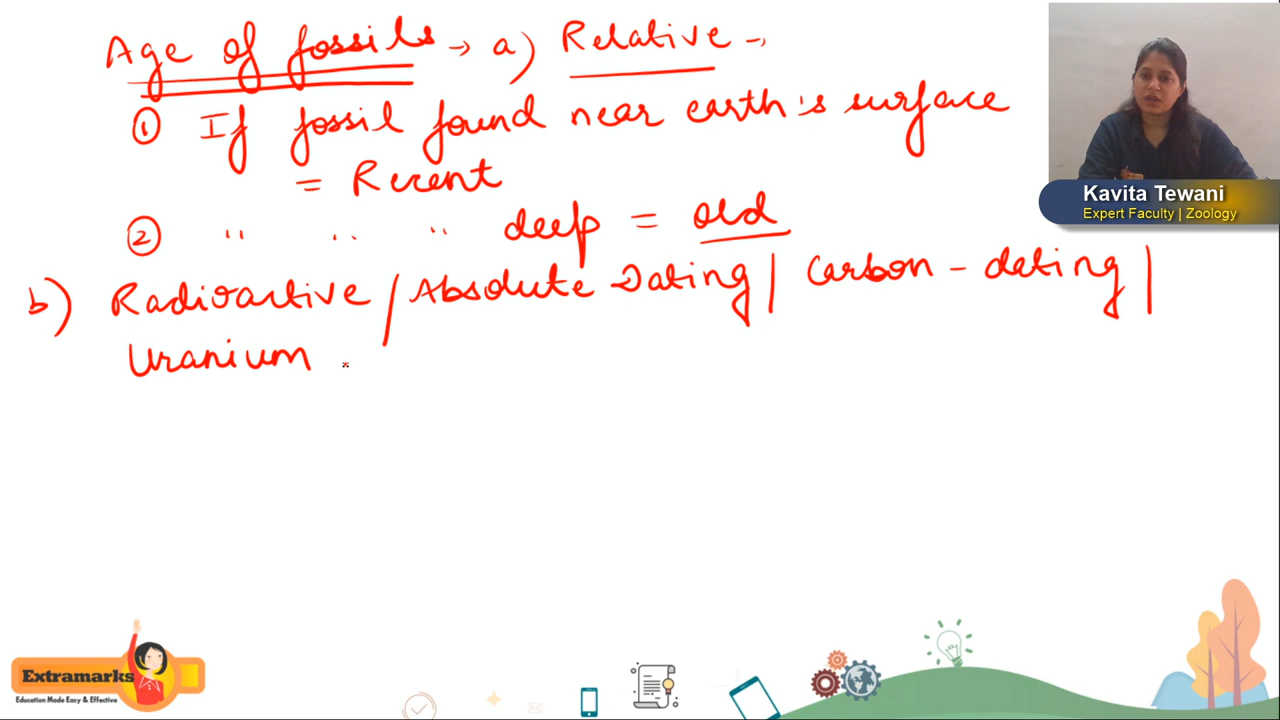 Age of fossils → a) Relative -
① If fossil found near earth's surface
= Recent
② " " " deep = old
b) Radioactive / Absolute Dating | Carbon - dating |
Uranium
Kavita Tewani
Expert Faculty | Zoology
Extramarks
Education Made Easy & Effective